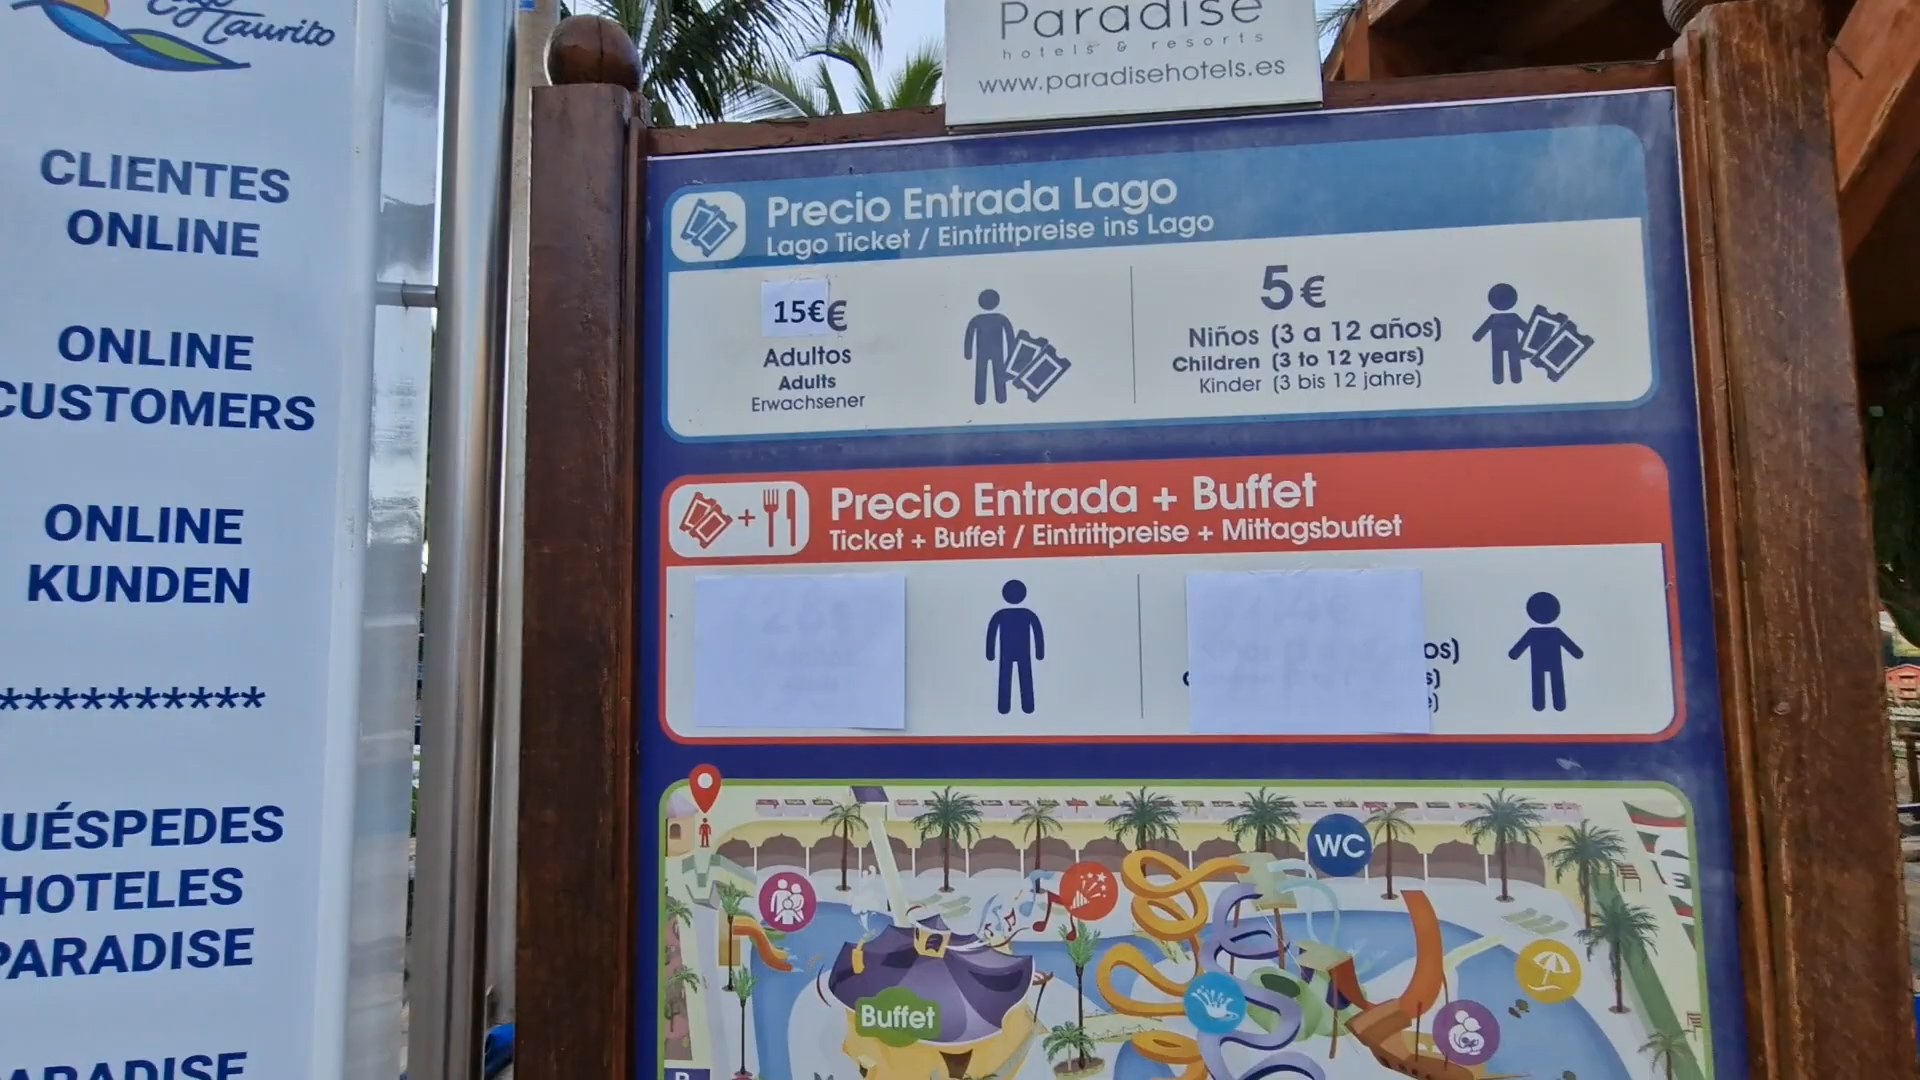 Lago Taurito
CLIENTES
ONLINE
ONLINE
CUSTOMERS
ONLINE
KUNDEN
**********
UÉSPEDES
HOTELES
PARADISE
PARADISE
Paradise
hotels & resorts
www.paradisehotels.es
Precio Entrada Lago
Lago Ticket / Eintrittpreise ins Lago
15€€
Adultos
Adults
Erwachsener
5€
Niños (3 a 12 años)
Children (3 to 12 years)
Kinder (3 bis 12 jahre)
Precio Entrada + Buffet
Ticket + Buffet / Eintrittpreise + Mittagsbuffet
os)
s)
e)
WC
Buffet